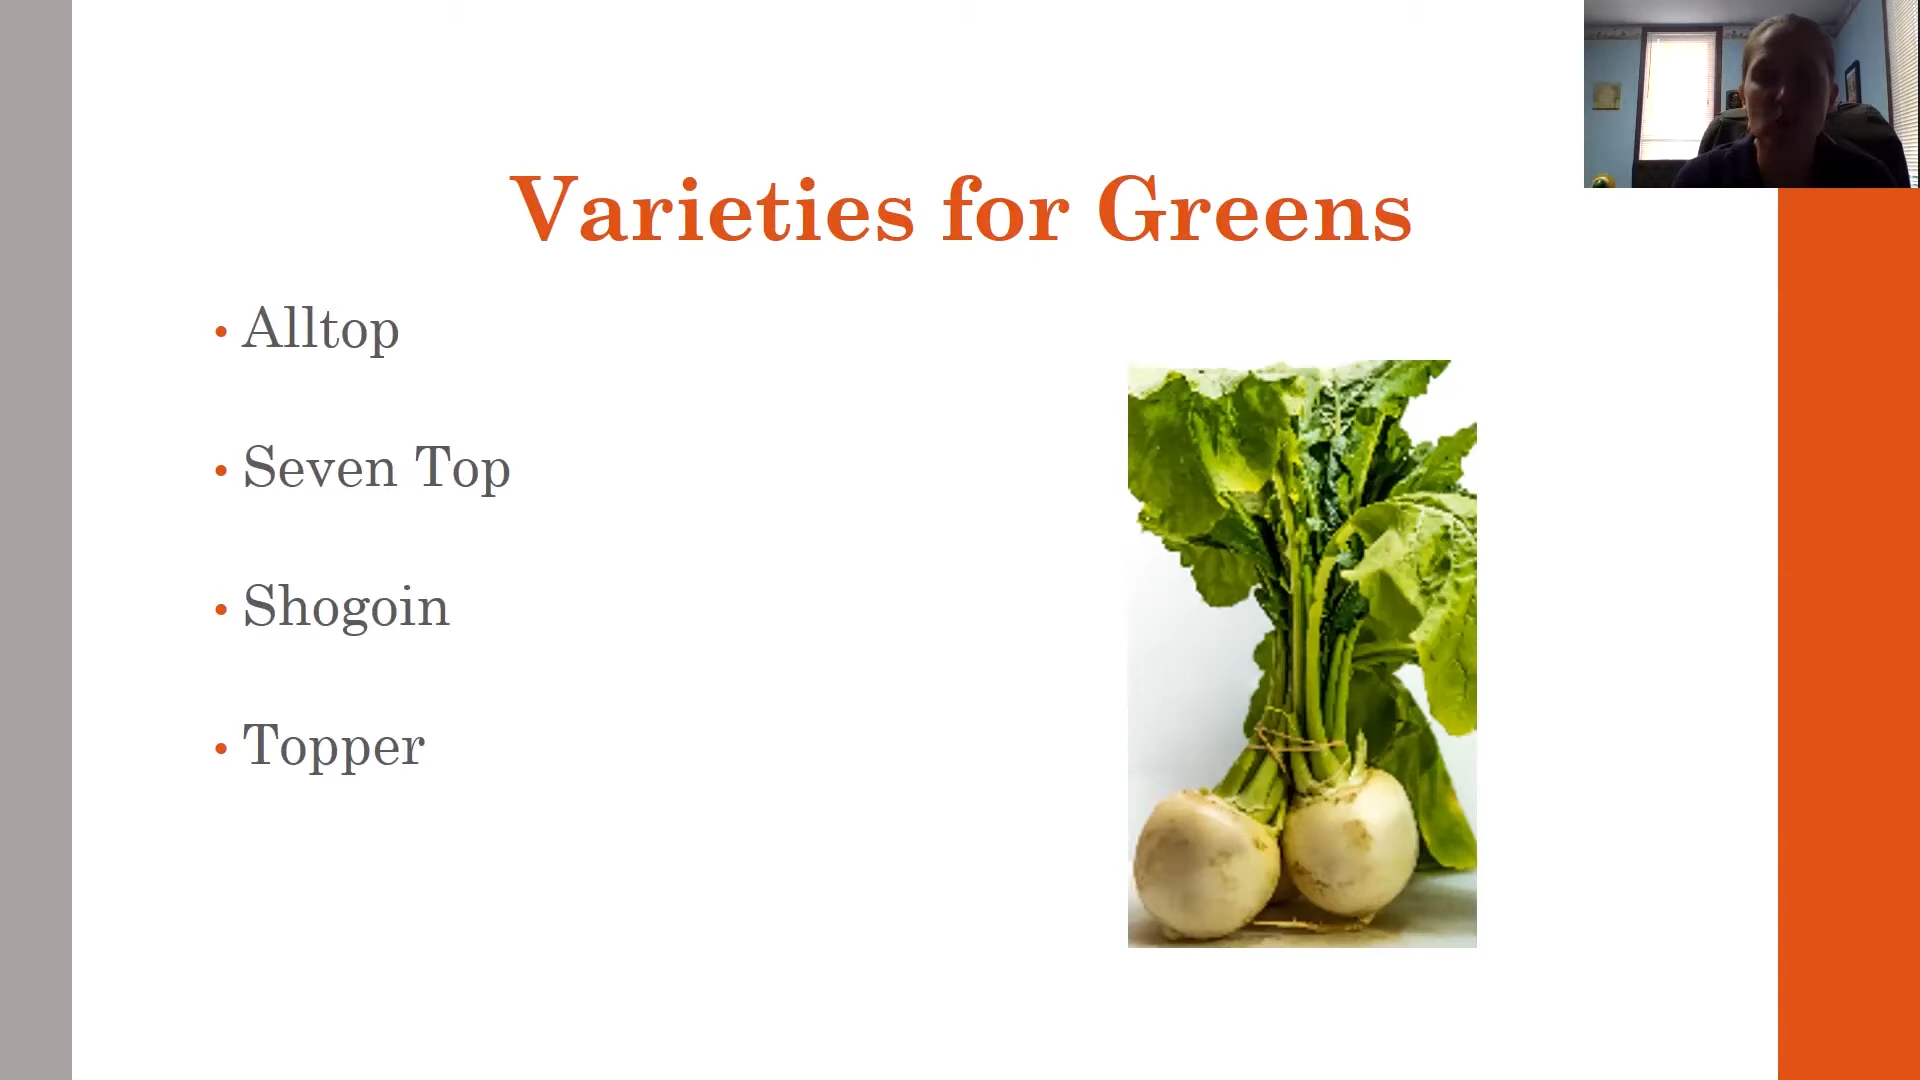 Varieties for Greens
• Alltop
• Seven Top
• Shogoin
• Topper